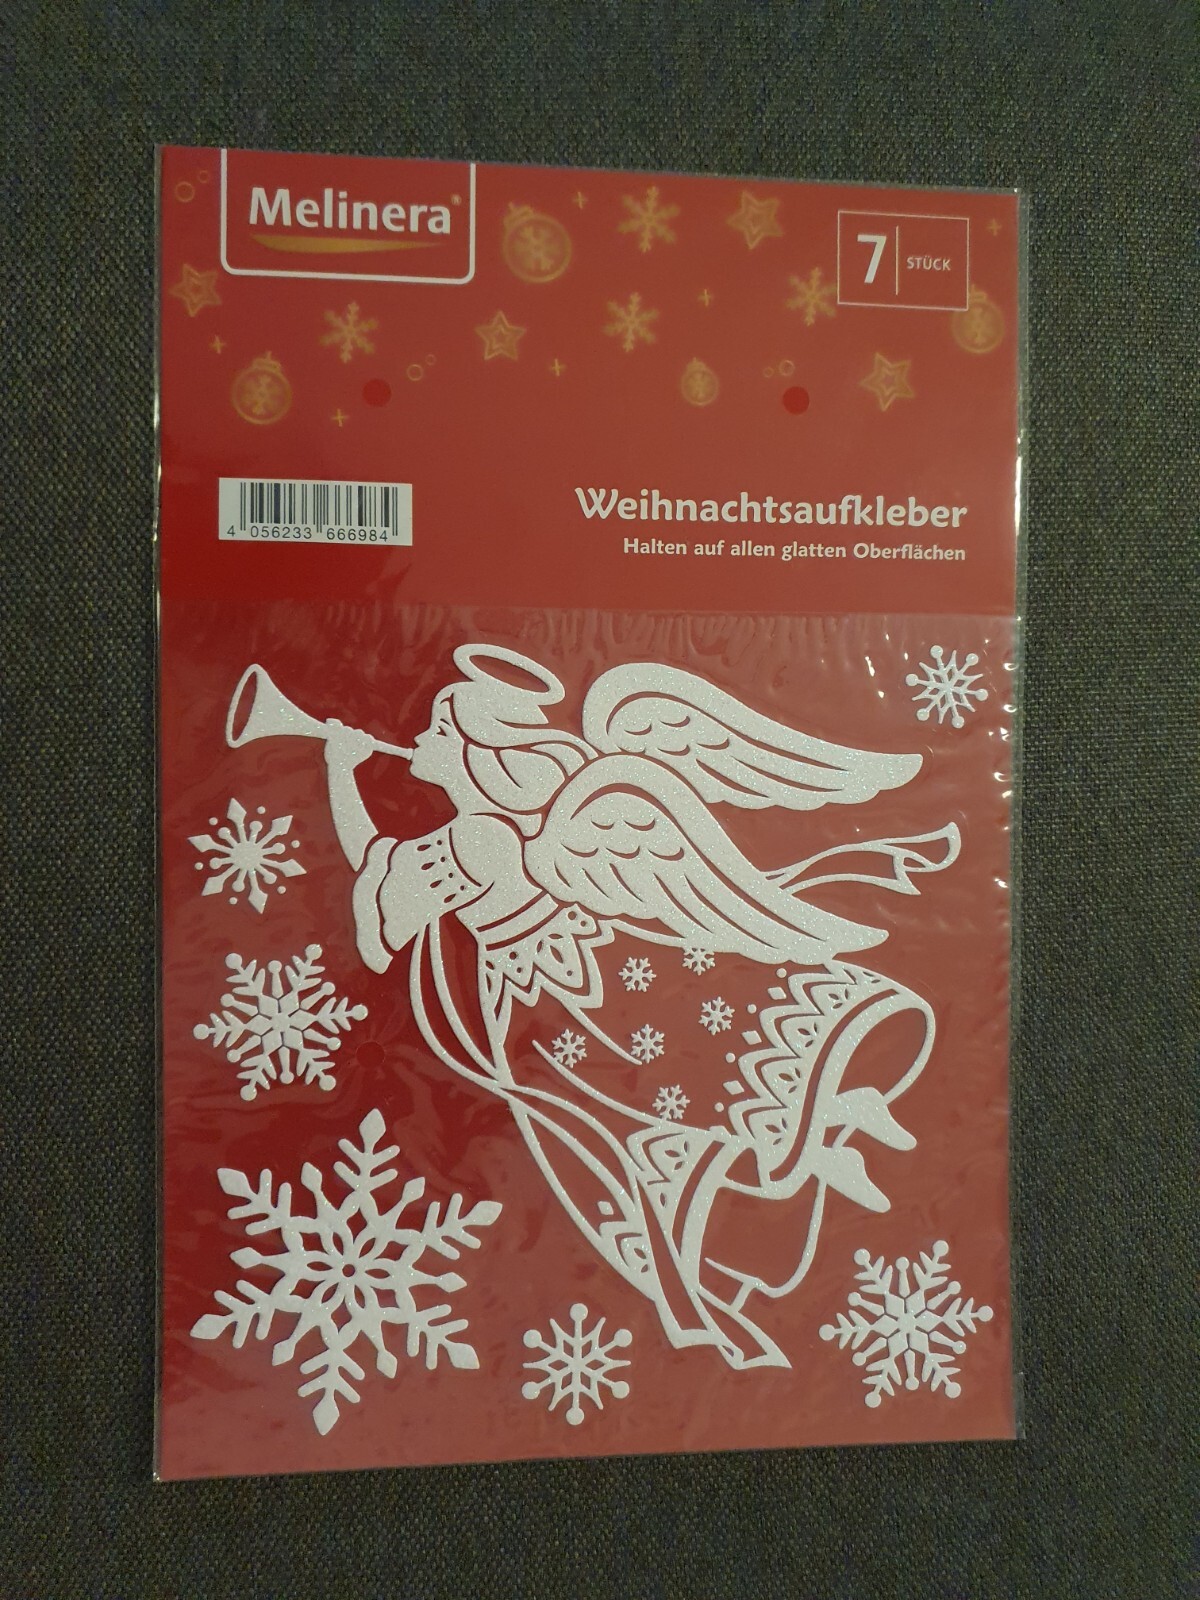 Melinera®
7 STÜCK
4 056233 666984
Weihnachtsaufkleber
Halten auf allen glatten Oberflächen